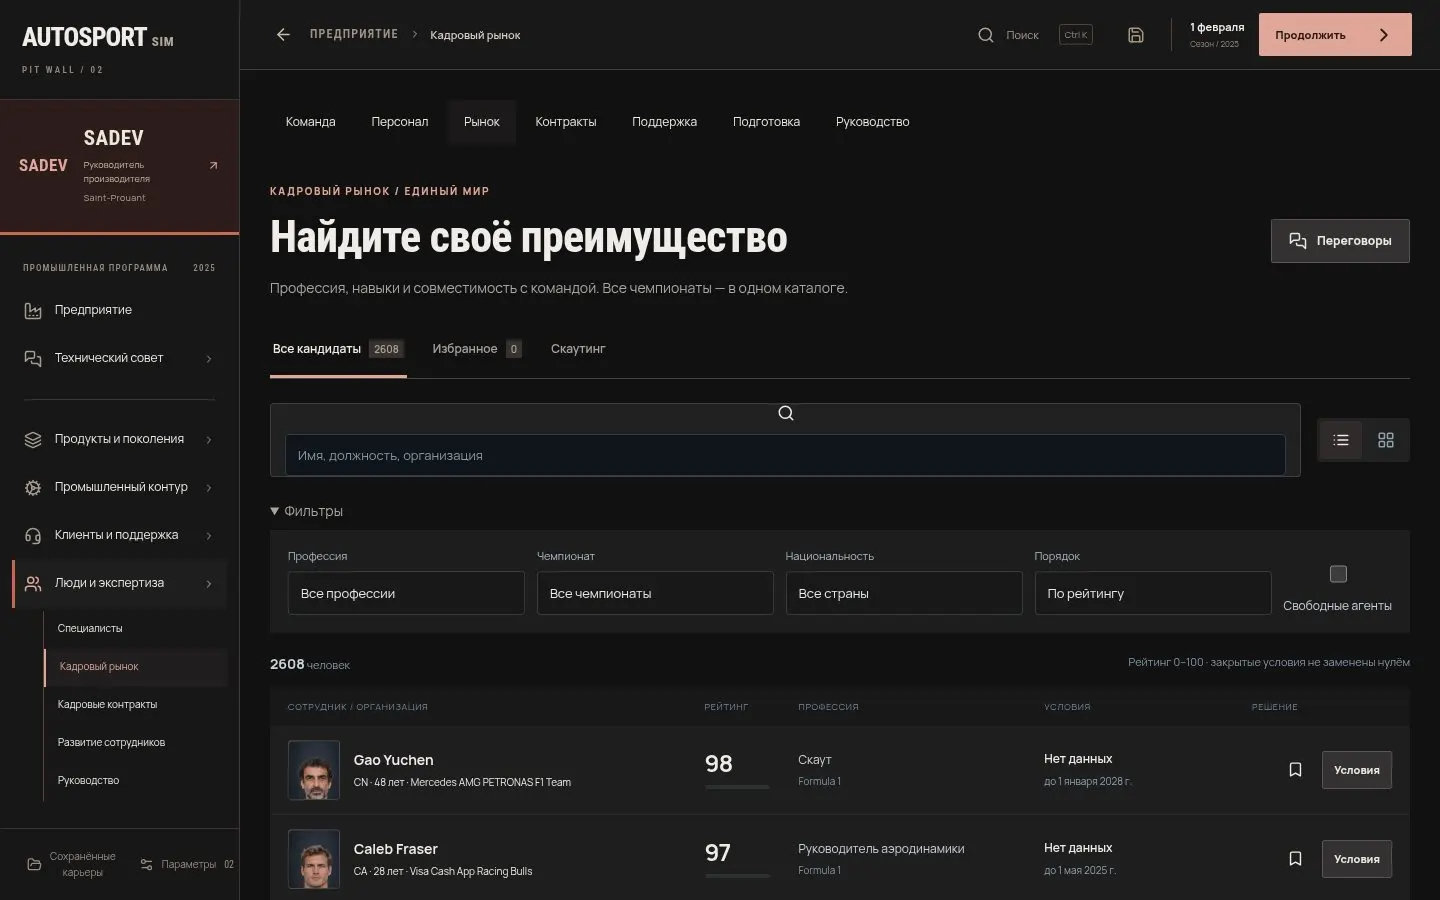 AUTOSPORT SIM
PIT WALL / 02
SADEV
SADEV
Руководитель
производителя
Saint-Prouant
ПРОМЫШЛЕННАЯ ПРОГРАММА 2025
Предприятие
Технический совет
Продукты и поколения
Промышленный контур
Клиенты и поддержка
Люди и экспертиза
Специалисты
Кадровый рынок
Кадровые контракты
Развитие сотрудников
Руководство
Сохранённые
карьеры
Параметры 02
ПРЕДПРИЯТИЕ Кадровый рынок
Поиск Ctrl K
1 февраля
Сезон / 2025
Продолжить
Команда Персонал Рынок Контракты Поддержка Подготовка Руководство
КАДРОВЫЙ РЫНОК / ЕДИНЫЙ МИР
Найдите своё преимущество
Переговоры
Профессия, навыки и совместимость с командой. Все чемпионаты — в одном каталоге.
Все кандидаты 2608 Избранное 0 Скаутинг
Имя, должность, организация
▼ Фильтры
Профессия Чемпионат Национальность Порядок
Все профессии Все чемпионаты Все страны По рейтингу
Свободные агенты
2608 человек
Рейтинг 0–100 · закрытые условия не заменены нулём
СОТРУДНИК / ОРГАНИЗАЦИЯ РЕЙТИНГ ПРОФЕССИЯ УСЛОВИЯ РЕШЕНИЕ
Gao Yuchen
CN · 48 лет · Mercedes AMG PETRONAS F1 Team
98
Скаут
Formula 1
Нет данных
до 1 января 2028 г.
Условия
Caleb Fraser
CA · 28 лет · Visa Cash App Racing Bulls
97
Руководитель аэродинамики
Formula 1
Нет данных
до 1 мая 2025 г.
Условия